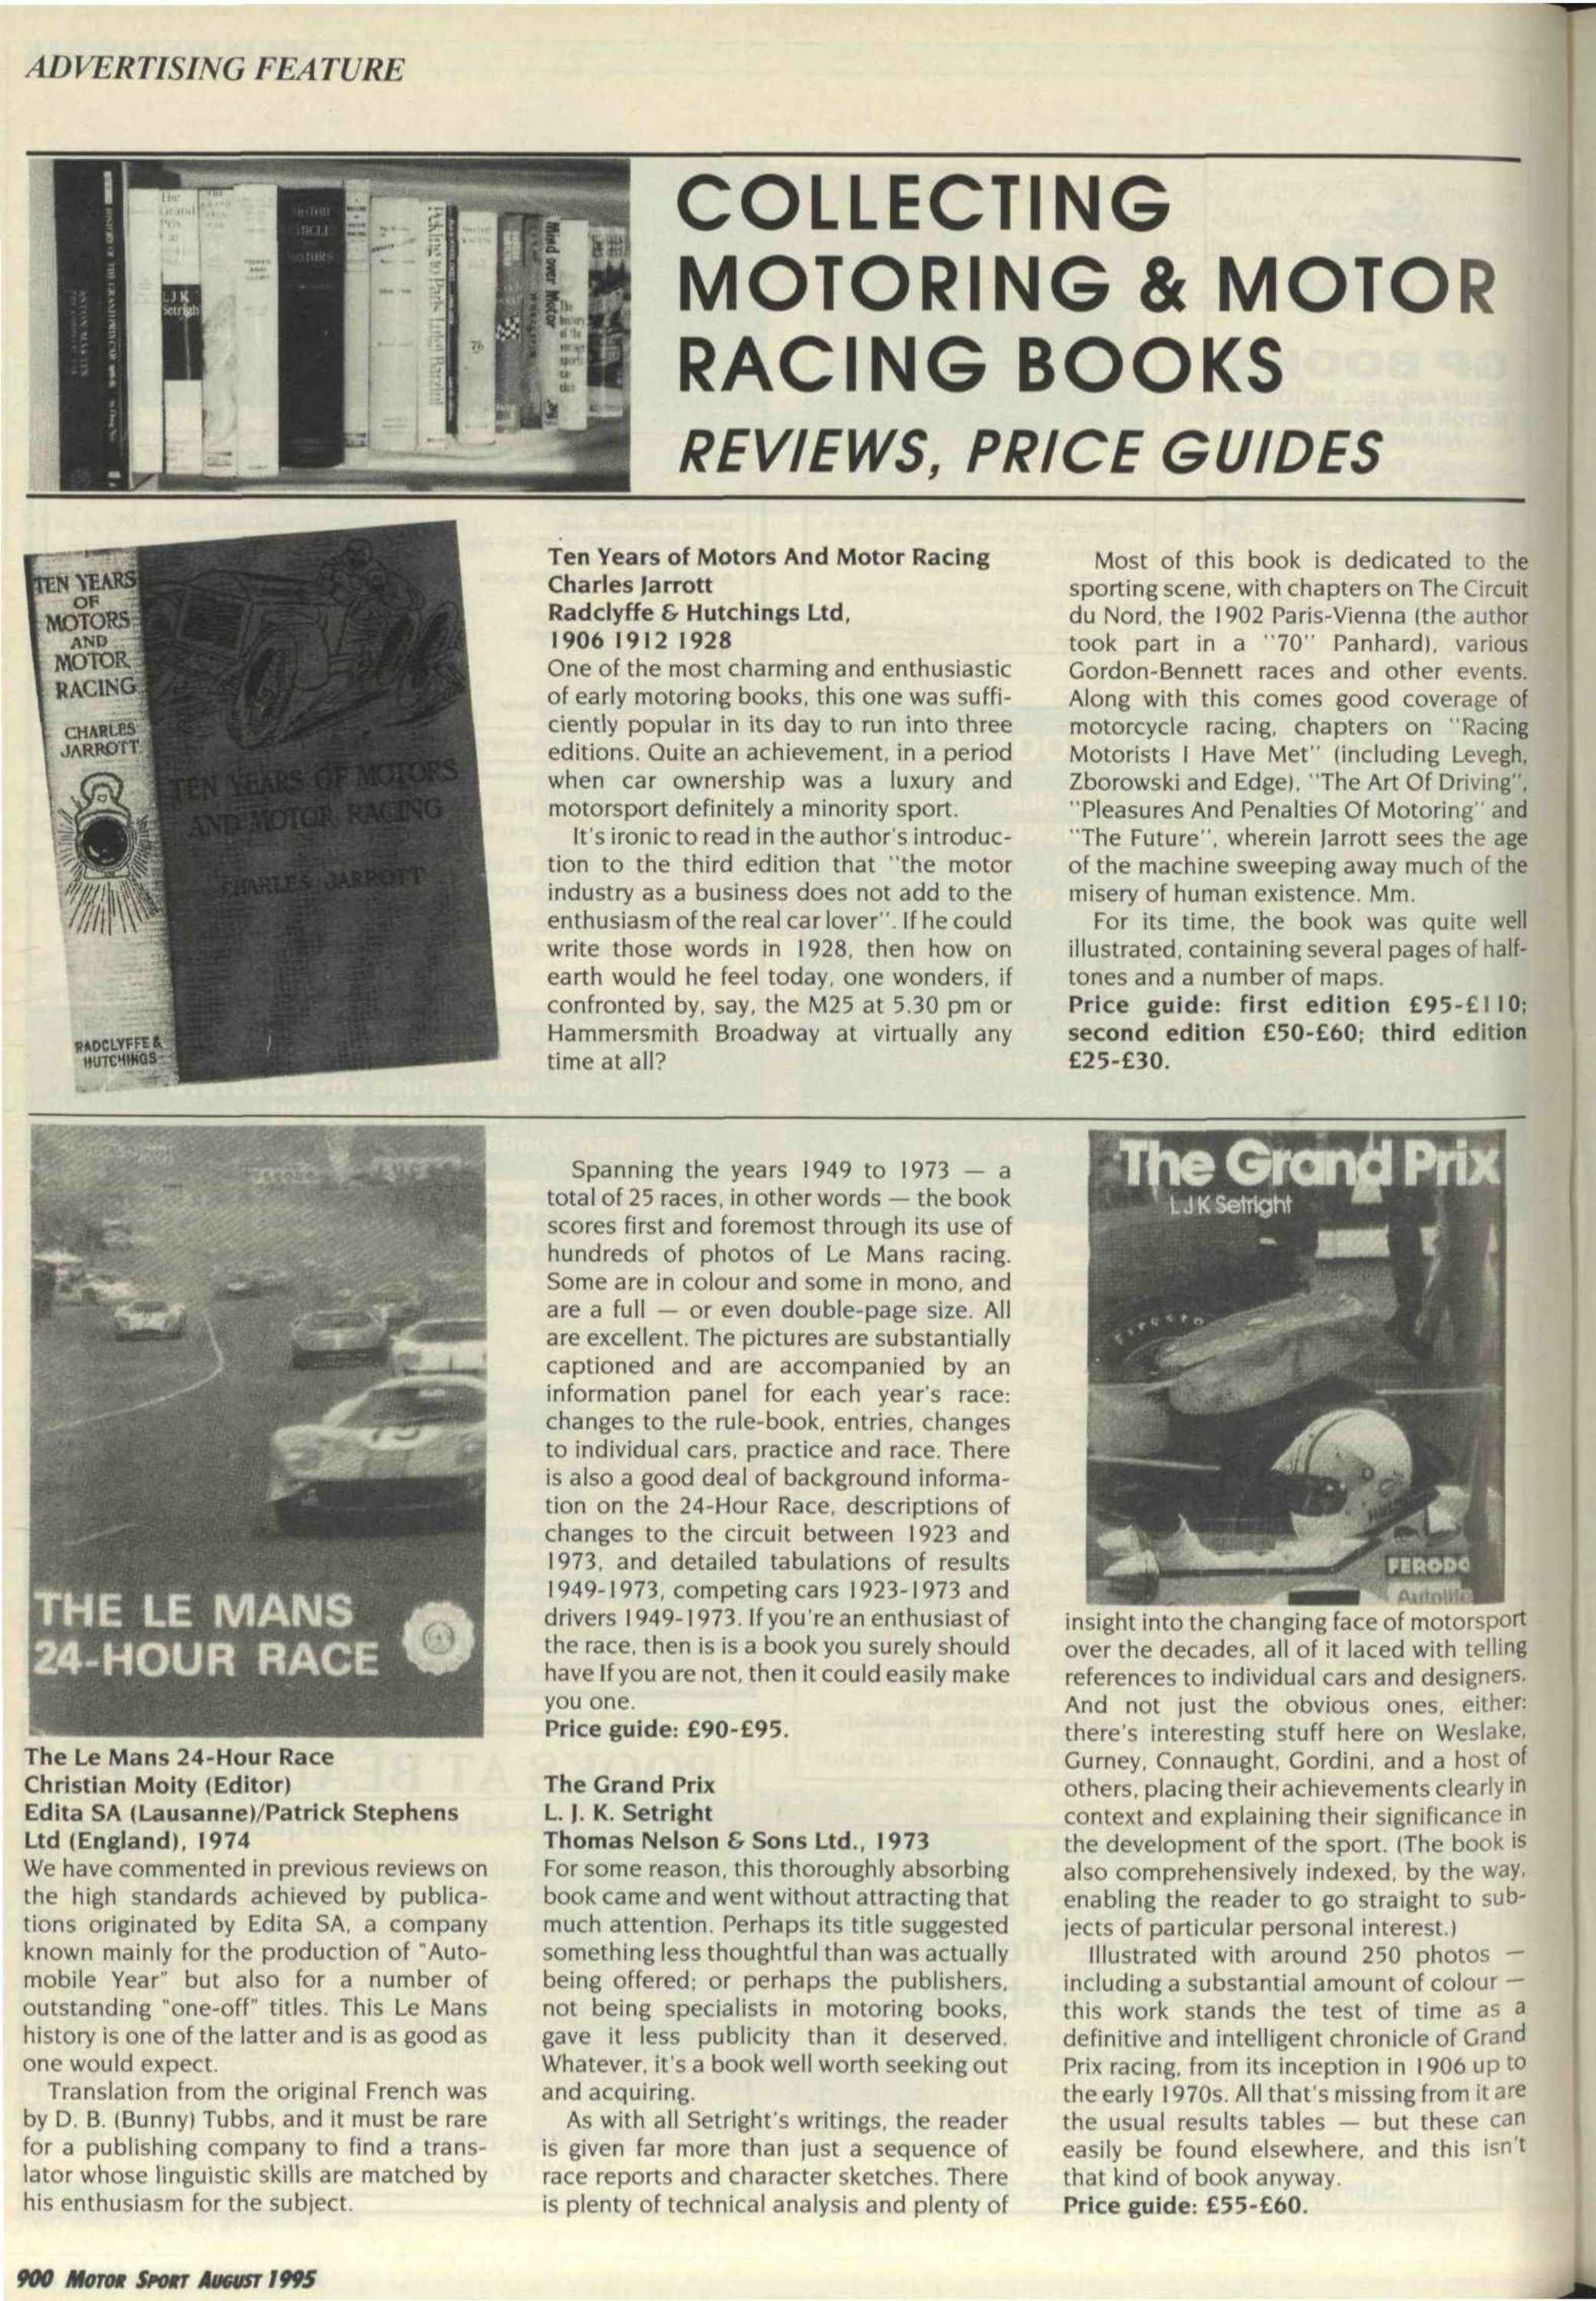 ADVERTISING FEATURE
The
Grand
Prix
Car
LJK
Setright
MOTOR
MOTORS
Mind over Motor
COLLECTING
MOTORING & MOTOR
RACING BOOKS
REVIEWS, PRICE GUIDES
TEN YEARS
OF
MOTORS
AND
MOTOR
RACING
CHARLES
JARROTT
RADCLYFFE &
HUTCHINGS
TEN YEARS OF MOTORS
AND MOTOR RACING
CHARLES JARROTT
Ten Years of Motors And Motor Racing
Charles Jarrott
Radclyffe & Hutchings Ltd,
1906 1912 1928
One of the most charming and enthusiastic
of early motoring books, this one was suffi-
ciently popular in its day to run into three
editions. Quite an achievement, in a period
when car ownership was a luxury and
motorsport definitely a minority sport.
It's ironic to read in the author's introduc-
tion to the third edition that "the motor
industry as a business does not add to the
enthusiasm of the real car lover". If he could
write those words in 1928, then how on
earth would he feel today, one wonders, if
confronted by, say, the M25 at 5.30 pm or
Hammersmith Broadway at virtually any
time at all?
Most of this book is dedicated to the
sporting scene, with chapters on The Circuit
du Nord, the 1902 Paris-Vienna (the author
took part in a "70" Panhard), various
Gordon-Bennett races and other events.
Along with this comes good coverage of
motorcycle racing, chapters on "Racing
Motorists I Have Met" (including Levegh,
Zborowski and Edge), "The Art Of Driving",
"Pleasures And Penalties Of Motoring" and
"The Future", wherein Jarrott sees the age
of the machine sweeping away much of the
misery of human existence. Mm.
For its time, the book was quite well
illustrated, containing several pages of half-
tones and a number of maps.
Price guide: first edition £95-£110;
second edition £50-£60; third edition
£25-£30.
THE LE MANS
24-HOUR RACE
The Le Mans 24-Hour Race
Christian Moity (Editor)
Edita SA (Lausanne)/Patrick Stephens
Ltd (England), 1974
We have commented in previous reviews on
the high standards achieved by publica-
tions originated by Edita SA, a company
known mainly for the production of "Auto-
mobile Year" but also for a number of
outstanding "one-off" titles. This Le Mans
history is one of the latter and is as good as
one would expect.
Translation from the original French was
by D. B. (Bunny) Tubbs, and it must be rare
for a publishing company to find a trans-
lator whose linguistic skills are matched by
his enthusiasm for the subject.
Spanning the years 1949 to 1973 — a
total of 25 races, in other words — the book
scores first and foremost through its use of
hundreds of photos of Le Mans racing.
Some are in colour and some in mono, and
are a full — or even double-page size. All
are excellent. The pictures are substantially
captioned and are accompanied by an
information panel for each year's race:
changes to the rule-book, entries, changes
to individual cars, practice and race. There
is also a good deal of background informa-
tion on the 24-Hour Race, descriptions of
changes to the circuit between 1923 and
1973, and detailed tabulations of results
1949-1973, competing cars 1923-1973 and
drivers 1949-1973. If you're an enthusiast of
the race, then is is a book you surely should
have If you are not, then it could easily make
you one.
Price guide: £90-£95.
The Grand Prix
L. J. K. Setright
Thomas Nelson & Sons Ltd., 1973
For some reason, this thoroughly absorbing
book came and went without attracting that
much attention. Perhaps its title suggested
something less thoughtful than was actually
being offered; or perhaps the publishers,
not being specialists in motoring books,
gave it less publicity than it deserved.
Whatever, it's a book well worth seeking out
and acquiring.
As with all Setright's writings, the reader
is given far more than just a sequence of
race reports and character sketches. There
is plenty of technical analysis and plenty of
The Grand Prix
LJK Setright
Firestone
FERODO
Autolite
insight into the changing face of motorsport
over the decades, all of it laced with telling
references to individual cars and designers.
And not just the obvious ones, either:
there's interesting stuff here on Weslake,
Gurney, Connaught, Gordini, and a host of
others, placing their achievements clearly in
context and explaining their significance in
the development of the sport. (The book is
also comprehensively indexed, by the way,
enabling the reader to go straight to sub-
jects of particular personal interest.)
Illustrated with around 250 photos —
including a substantial amount of colour —
this work stands the test of time as a
definitive and intelligent chronicle of Grand
Prix racing, from its inception in 1906 up to
the early 1970s. All that's missing from it are
the usual results tables — but these can
easily be found elsewhere, and this isn't
that kind of book anyway.
Price guide: £55-£60.
900 MOTOR SPORT AUGUST 1995